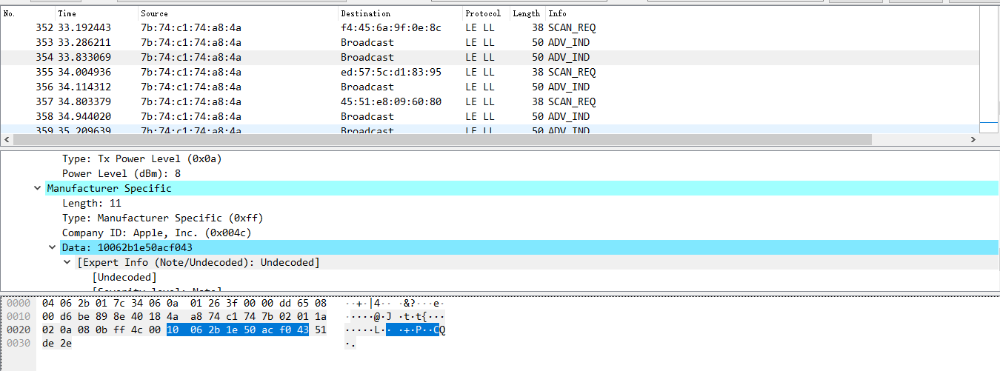 No. Time Source Destination Protocol Length Info
352 33.192443 7b:74:c1:74:a8:4a f4:45:6a:9f:0e:8c LE LL 38 SCAN_REQ
353 33.286211 7b:74:c1:74:a8:4a Broadcast LE LL 50 ADV_IND
354 33.833069 7b:74:c1:74:a8:4a Broadcast LE LL 50 ADV_IND
355 34.004936 7b:74:c1:74:a8:4a ed:57:5c:d1:83:95 LE LL 38 SCAN_REQ
356 34.114312 7b:74:c1:74:a8:4a Broadcast LE LL 50 ADV_IND
357 34.803379 7b:74:c1:74:a8:4a 45:51:e8:09:60:80 LE LL 38 SCAN_REQ
358 34.944020 7b:74:c1:74:a8:4a Broadcast LE LL 50 ADV_IND
359 35.209639 7b:74:c1:74:a8:4a Broadcast LE LL 50 ADV_IND
Type: Tx Power Level (0x0a)
Power Level (dBm): 8
Manufacturer Specific
Length: 11
Type: Manufacturer Specific (0xff)
Company ID: Apple, Inc. (0x004c)
Data: 10062b1e50acf043
[Expert Info (Note/Undecoded): Undecoded]
[Undecoded]
[Severity level: Note]
0000 04 06 2b 01 7c 34 06 0a 01 26 3f 00 00 dd 65 08 ··+·|4·· ·&?···e·
0010 00 d6 be 89 8e 40 18 4a a8 74 c1 74 7b 02 01 1a ·····@·J ·t·t{···
0020 02 0a 08 0b ff 4c 00 10 06 2b 1e 50 ac f0 43 51 ·····L·· ·+·P··CQ
0030 de 2e ·.